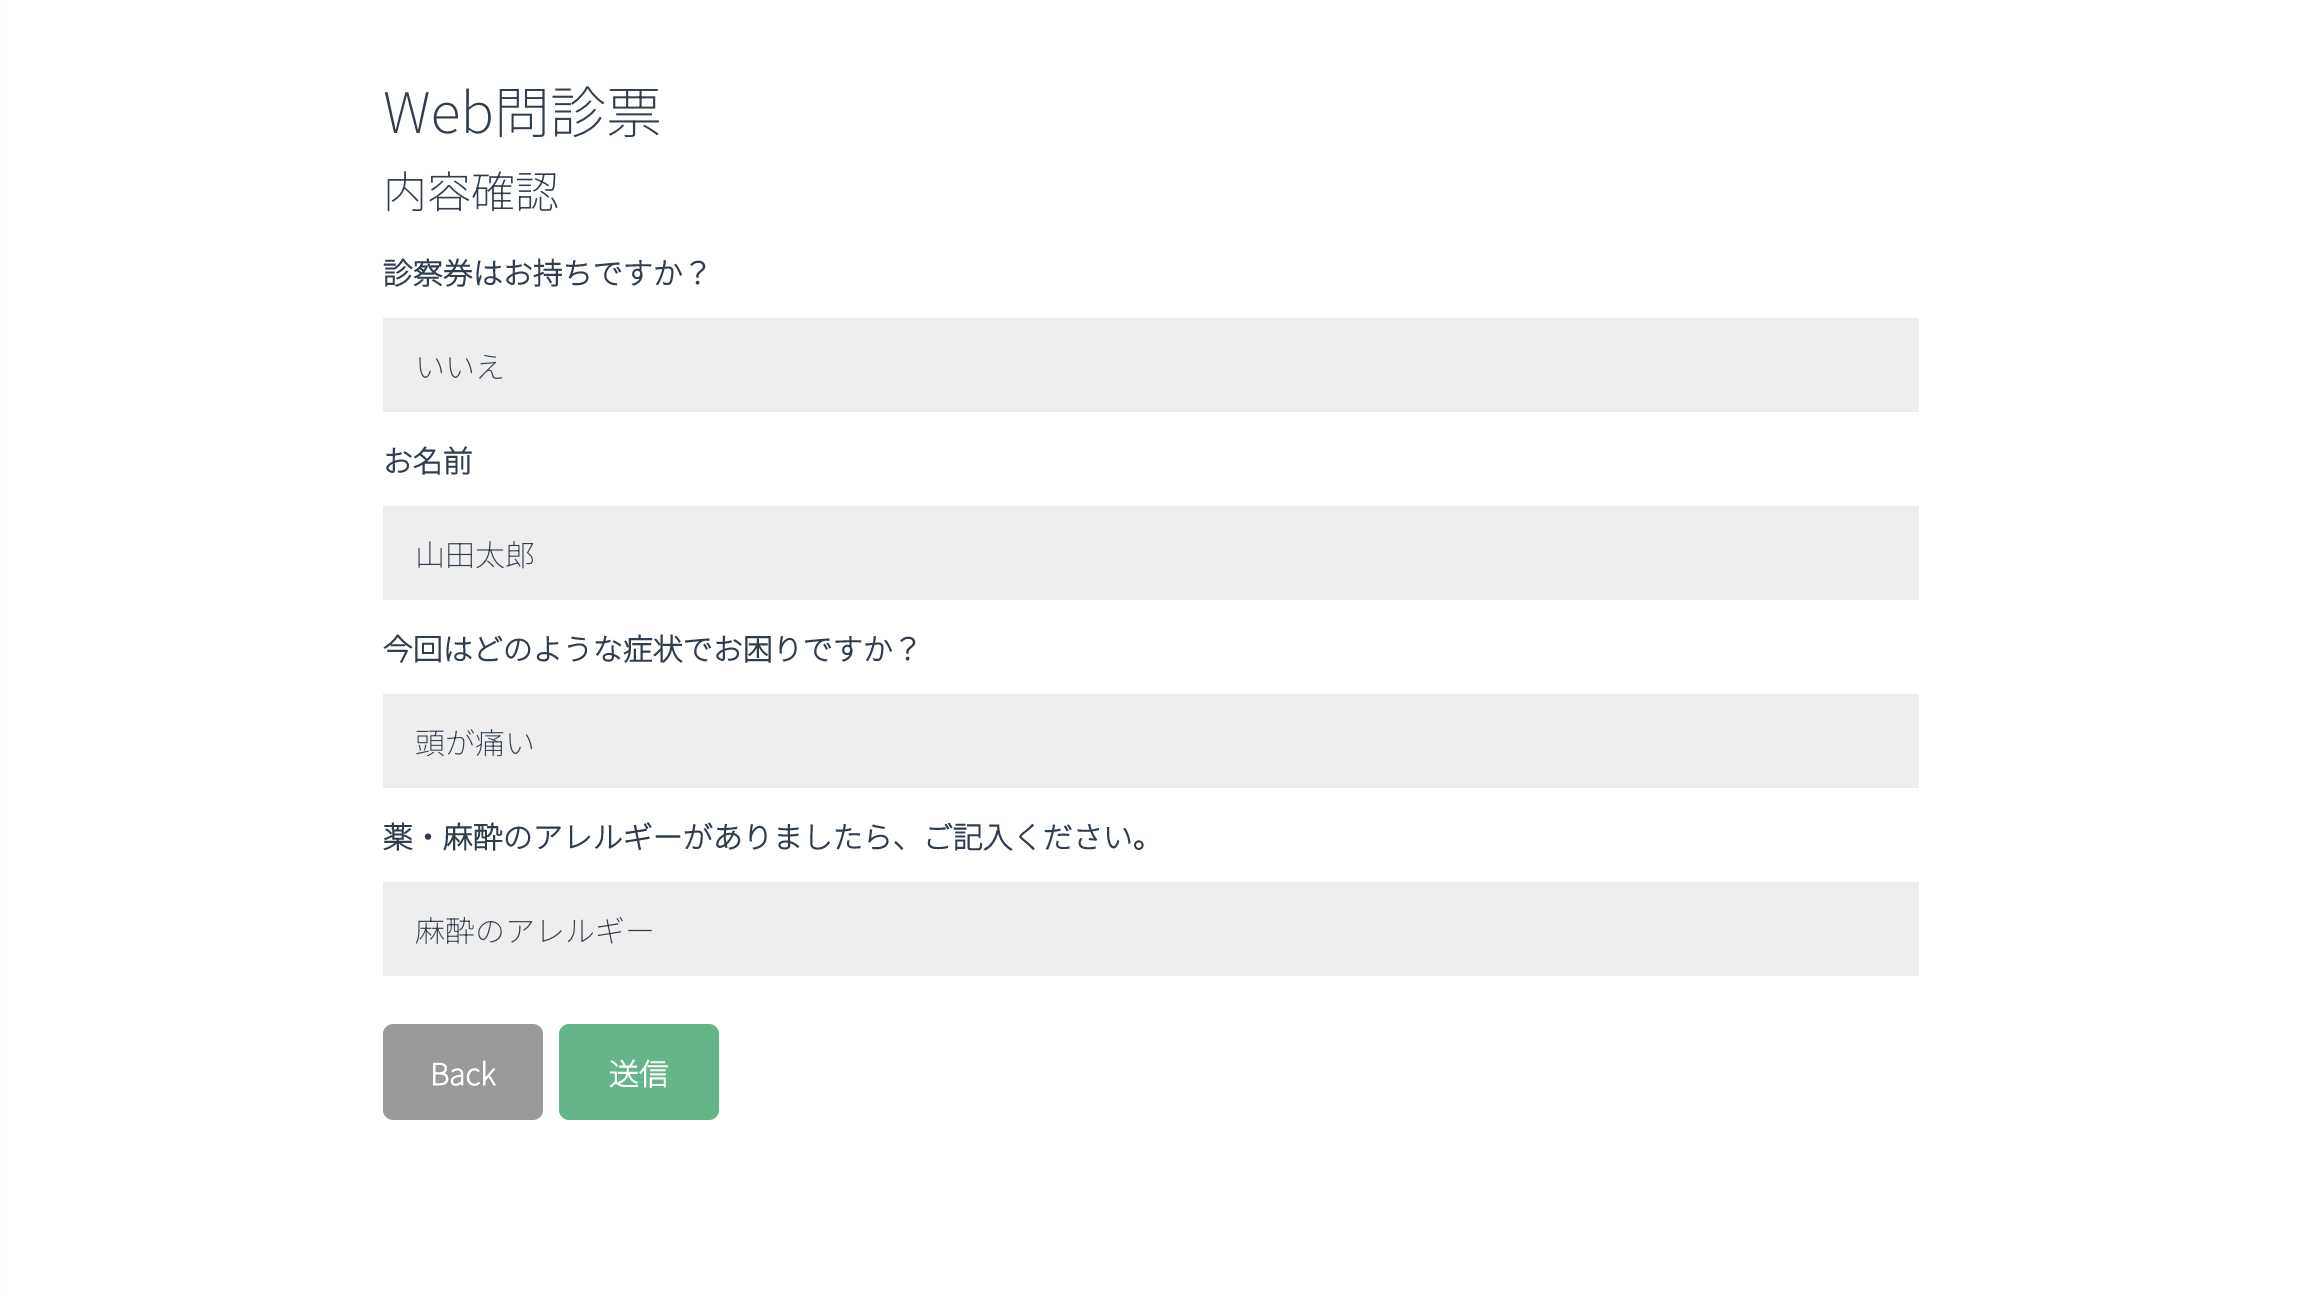 Web問診票
内容確認
診察券はお持ちですか？
いいえ
お名前
山田太郎
今回はどのような症状でお困りですか？
頭が痛い
薬・麻酔のアレルギーがありましたら、ご記入ください。
麻酔のアレルギー
Back 送信